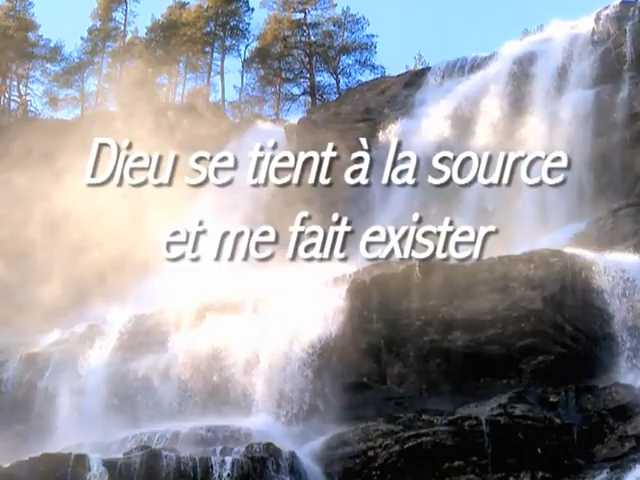 Dieu se tient à la source
et me fait exister